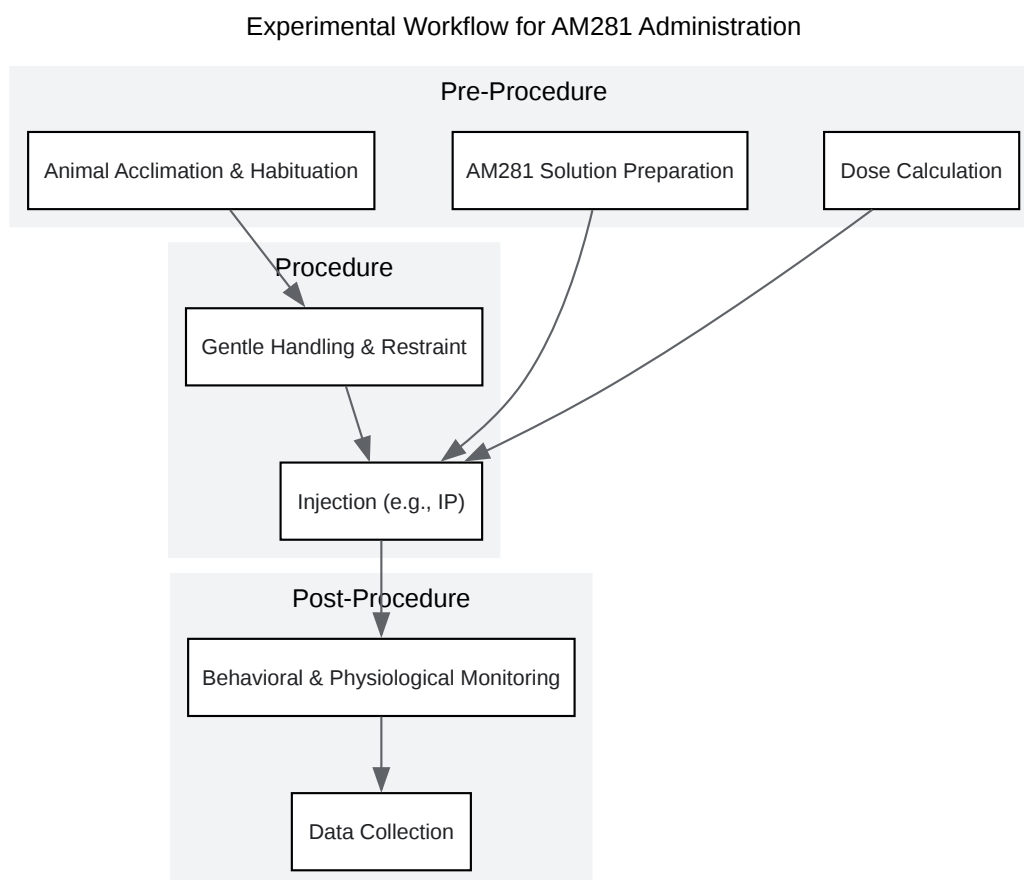 Experimental Workflow for AM281 Administration
Pre-Procedure
Animal Acclimation & Habituation
AM281 Solution Preparation
Dose Calculation
Procedure
Gentle Handling & Restraint
Injection (e.g., IP)
Post-Procedure
Behavioral & Physiological Monitoring
Data Collection